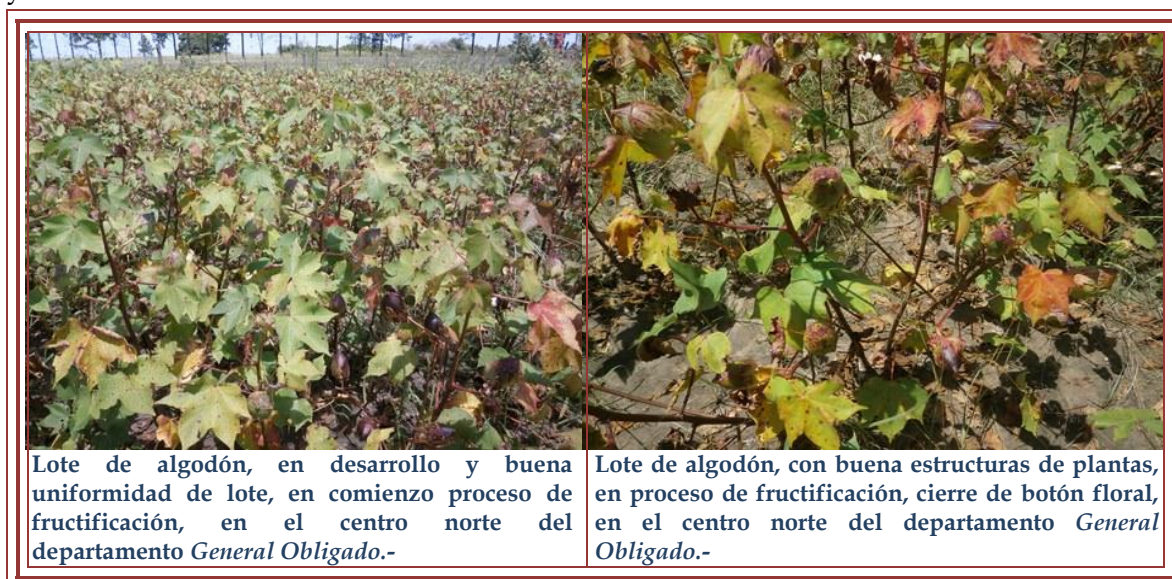 y
Lote de algodón, en desarrollo y buena
uniformidad de lote, en comienzo proceso de
fructificación, en el centro norte del
departamento General Obligado.-
Lote de algodón, con buena estructuras de plantas,
en proceso de fructificación, cierre de botón floral,
en el centro norte del departamento General
Obligado.-